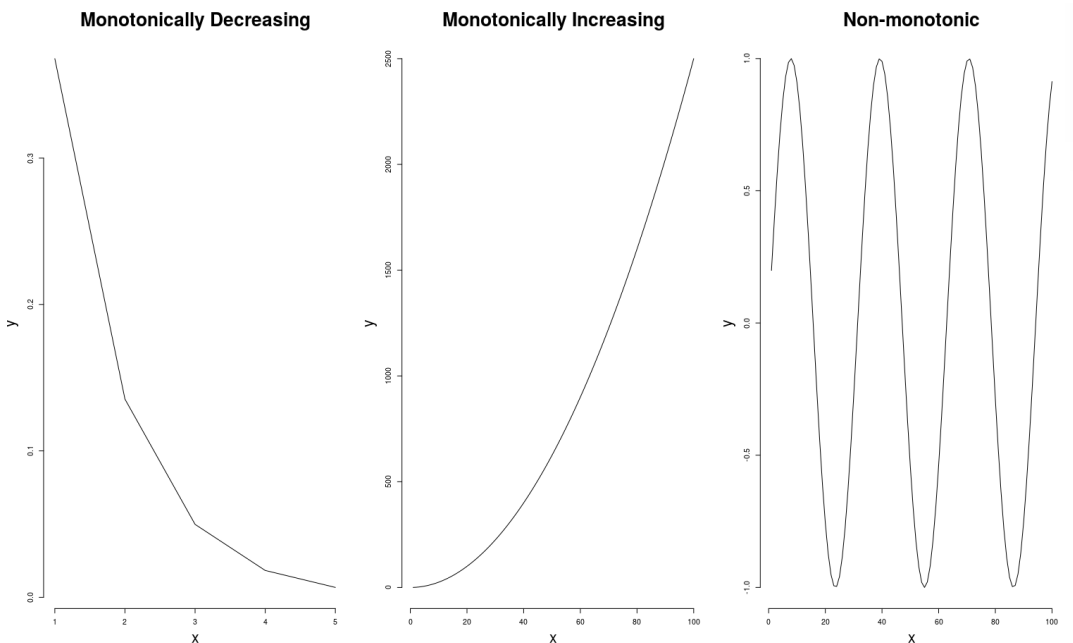 Monotonically Decreasing
y
0.3
0.2
0.1
0.0
1 2 3 4 5
x
Monotonically Increasing
y
2500
2000
1500
1000
500
0
0 20 40 60 80 100
x
Non-monotonic
y
1.0
0.5
0.0
-0.5
-1.0
0 20 40 60 80 100
x